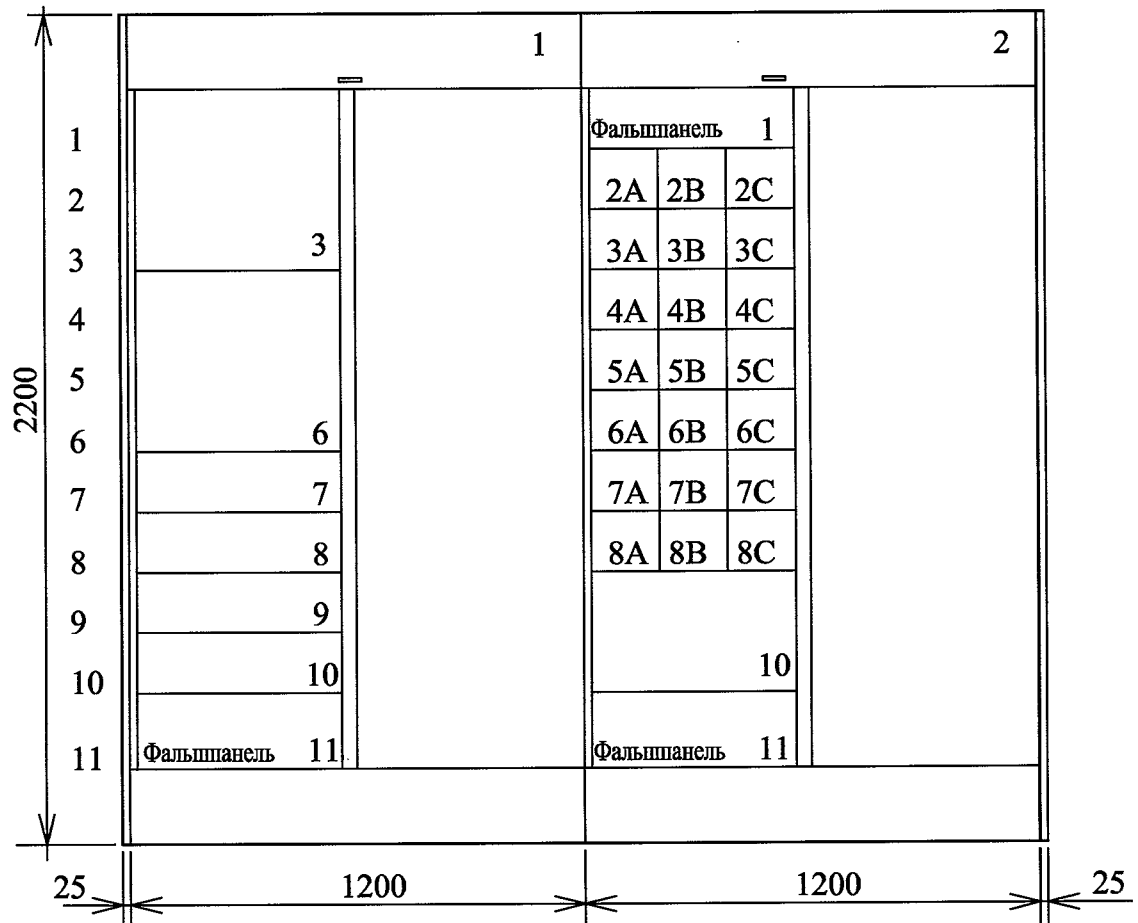 1 2
1 Фальшпанель 1
2 2A 2B 2C
3 3 3A 3B 3C
4 4A 4B 4C
5 5A 5B 5C
6 6 6A 6B 6C
7 7 7A 7B 7C
8 8 8A 8B 8C
9 9
10 10 10
11 Фальшпанель 11 Фальшпанель 11
2200
25 1200 1200 25